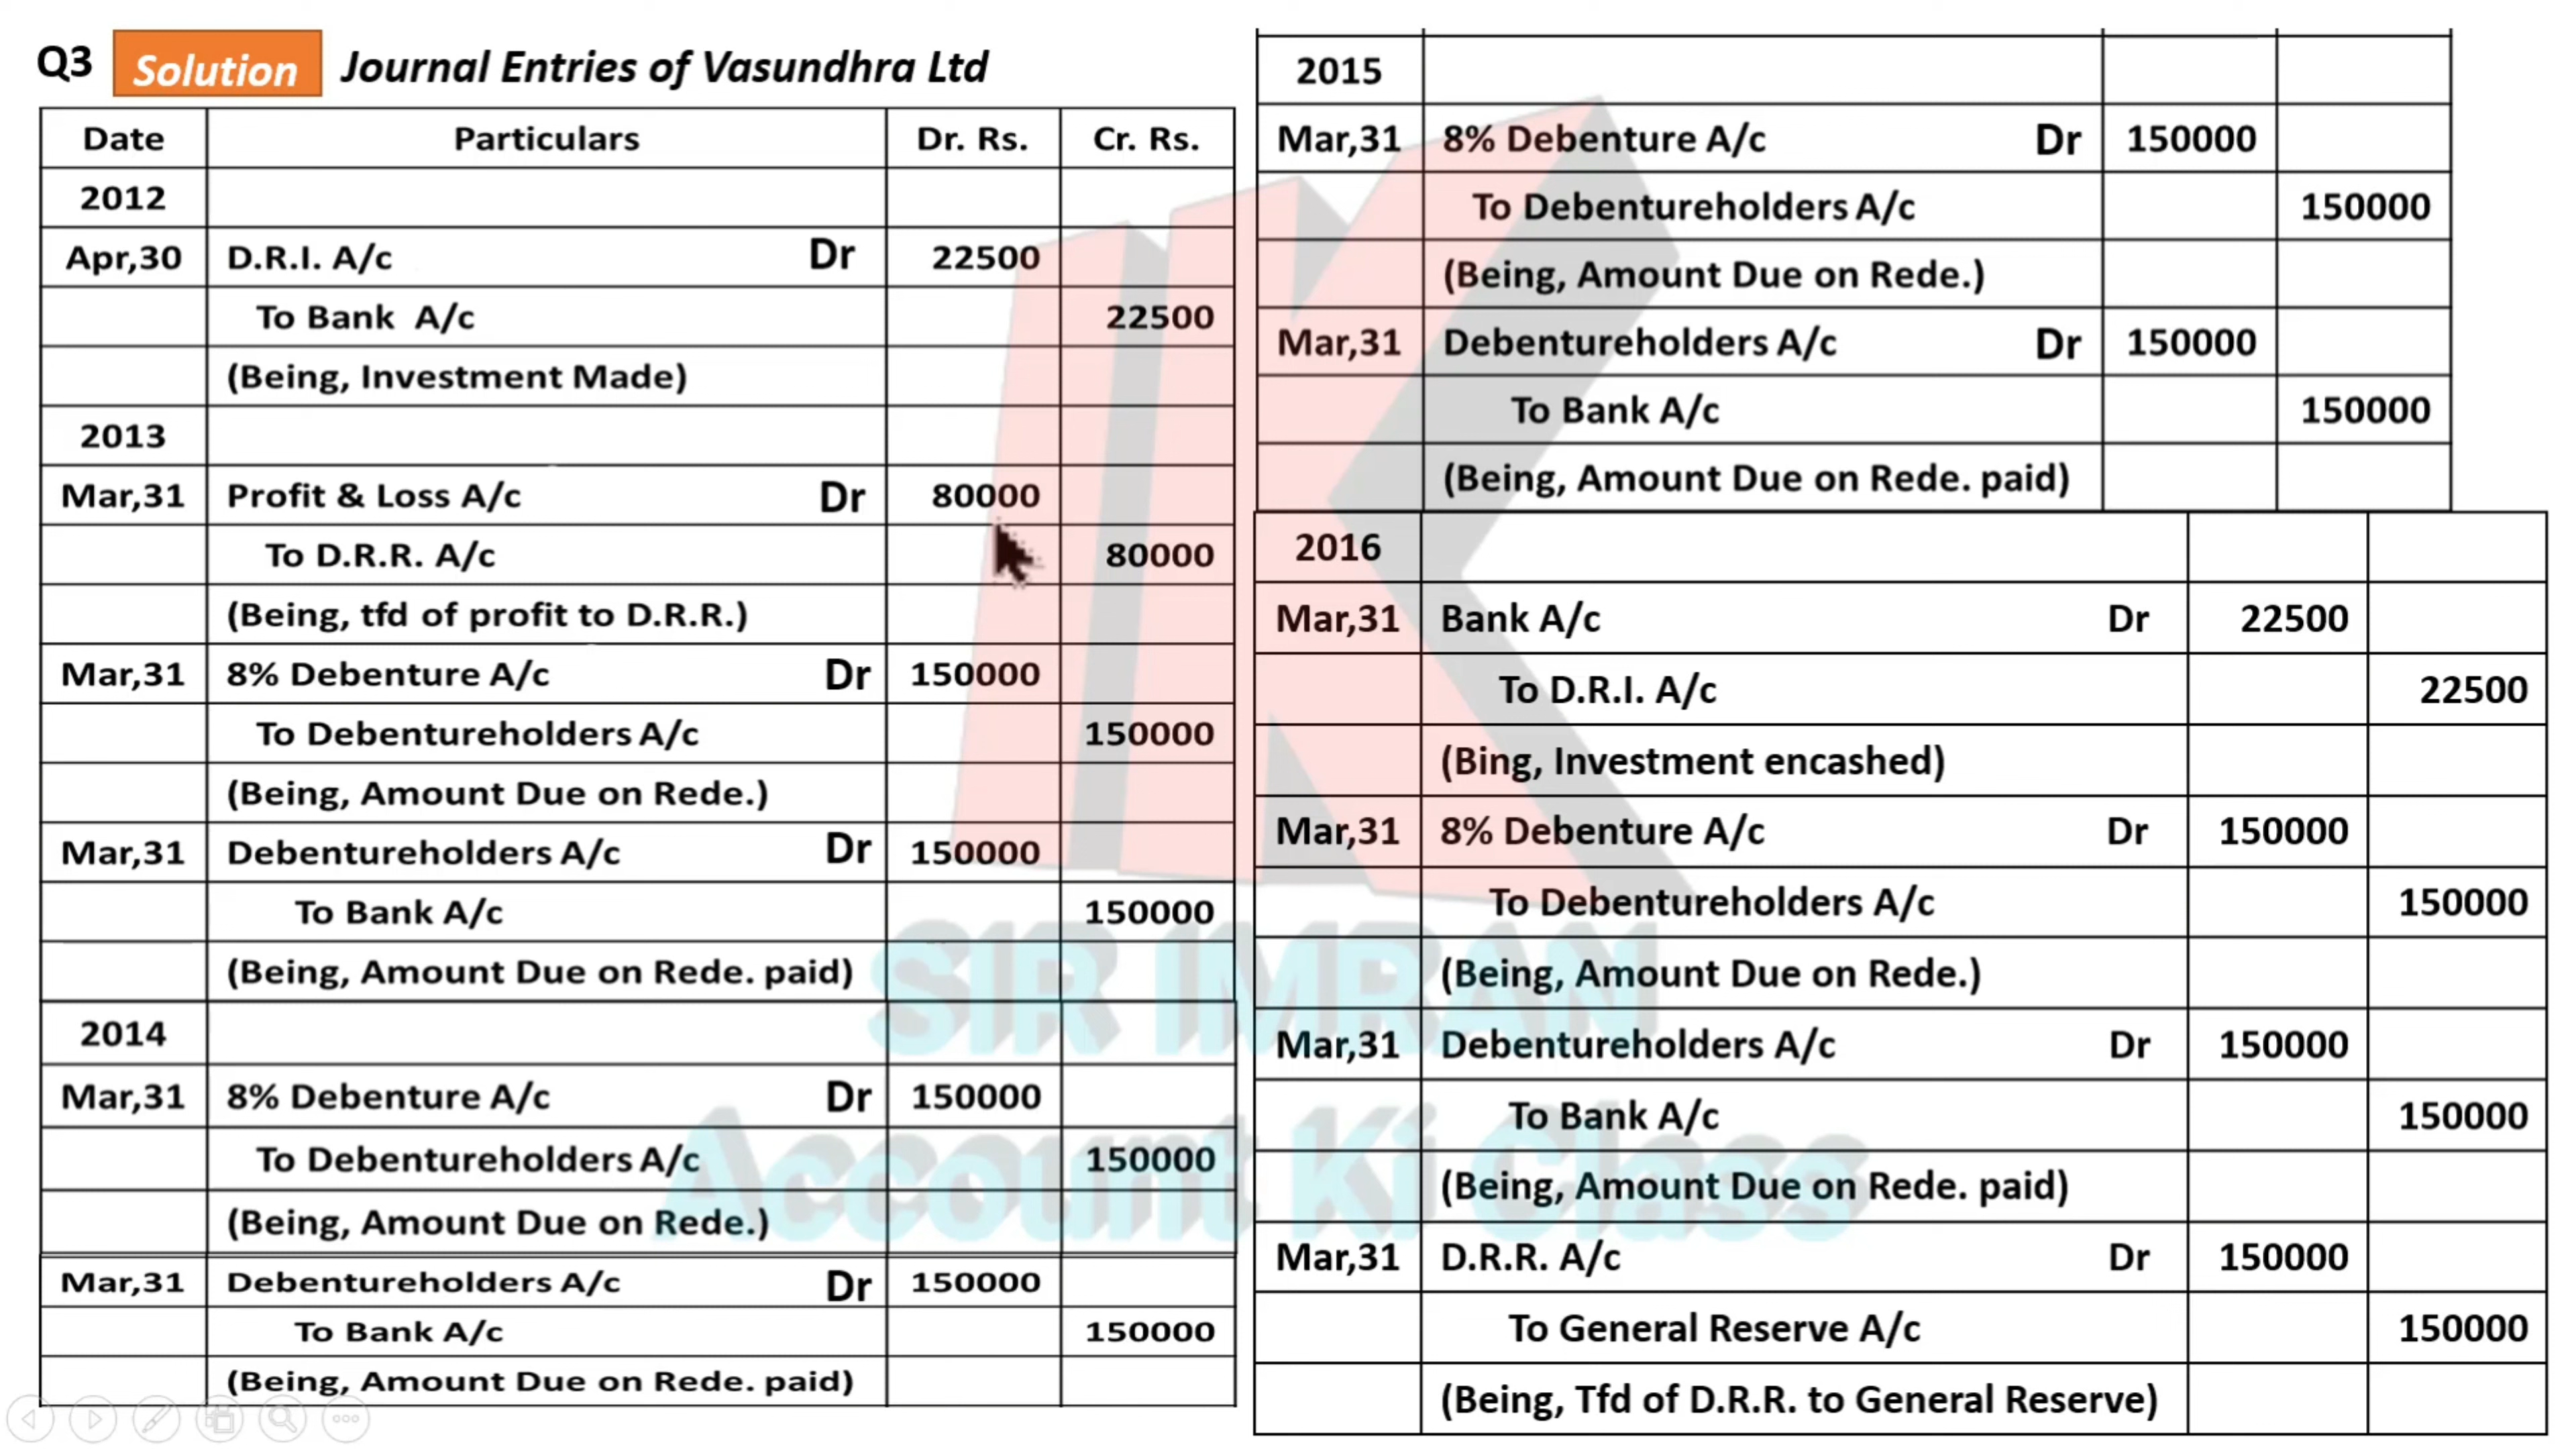 Q3 Solution Journal Entries of Vasundhra Ltd
Date Particulars Dr. Rs. Cr. Rs.
2012
Apr,30 D.R.I. A/c Dr 22500
To Bank A/c 22500
(Being, Investment Made)
2013
Mar,31 Profit & Loss A/c Dr 80000
To D.R.R. A/c 80000
(Being, tfd of profit to D.R.R.)
Mar,31 8% Debenture A/c Dr 150000
To Debentureholders A/c 150000
(Being, Amount Due on Rede.)
Mar,31 Debentureholders A/c Dr 150000
To Bank A/c 150000
(Being, Amount Due on Rede. paid)
2014
Mar,31 8% Debenture A/c Dr 150000
To Debentureholders A/c 150000
(Being, Amount Due on Rede.)
Mar,31 Debentureholders A/c Dr 150000
To Bank A/c 150000
(Being, Amount Due on Rede. paid)
2015
Mar,31 8% Debenture A/c Dr 150000
To Debentureholders A/c 150000
(Being, Amount Due on Rede.)
Mar,31 Debentureholders A/c Dr 150000
To Bank A/c 150000
(Being, Amount Due on Rede. paid)
2016
Mar,31 Bank A/c Dr 22500
To D.R.I. A/c 22500
(Bing, Investment encashed)
Mar,31 8% Debenture A/c Dr 150000
To Debentureholders A/c 150000
(Being, Amount Due on Rede.)
Mar,31 Debentureholders A/c Dr 150000
To Bank A/c 150000
(Being, Amount Due on Rede. paid)
Mar,31 D.R.R. A/c Dr 150000
To General Reserve A/c 150000
(Being, Tfd of D.R.R. to General Reserve)
SIR IMRAN
Account Ki Class